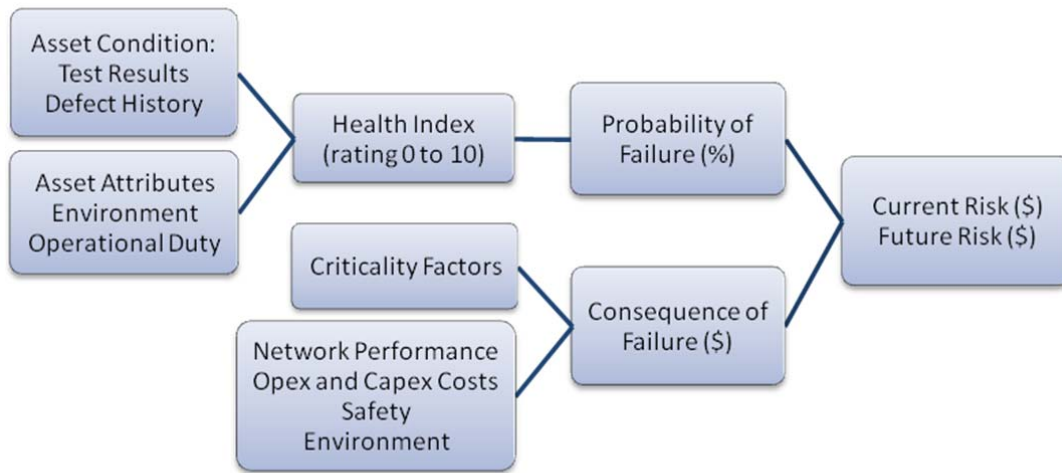 Asset Condition:
Test Results
Defect History
Asset Attributes
Environment
Operational Duty
Health Index
(rating 0 to 10)
Probability of
Failure (%)
Criticality Factors
Network Performance
Opex and Capex Costs
Safety
Environment
Consequence of
Failure ($)
Current Risk ($)
Future Risk ($)